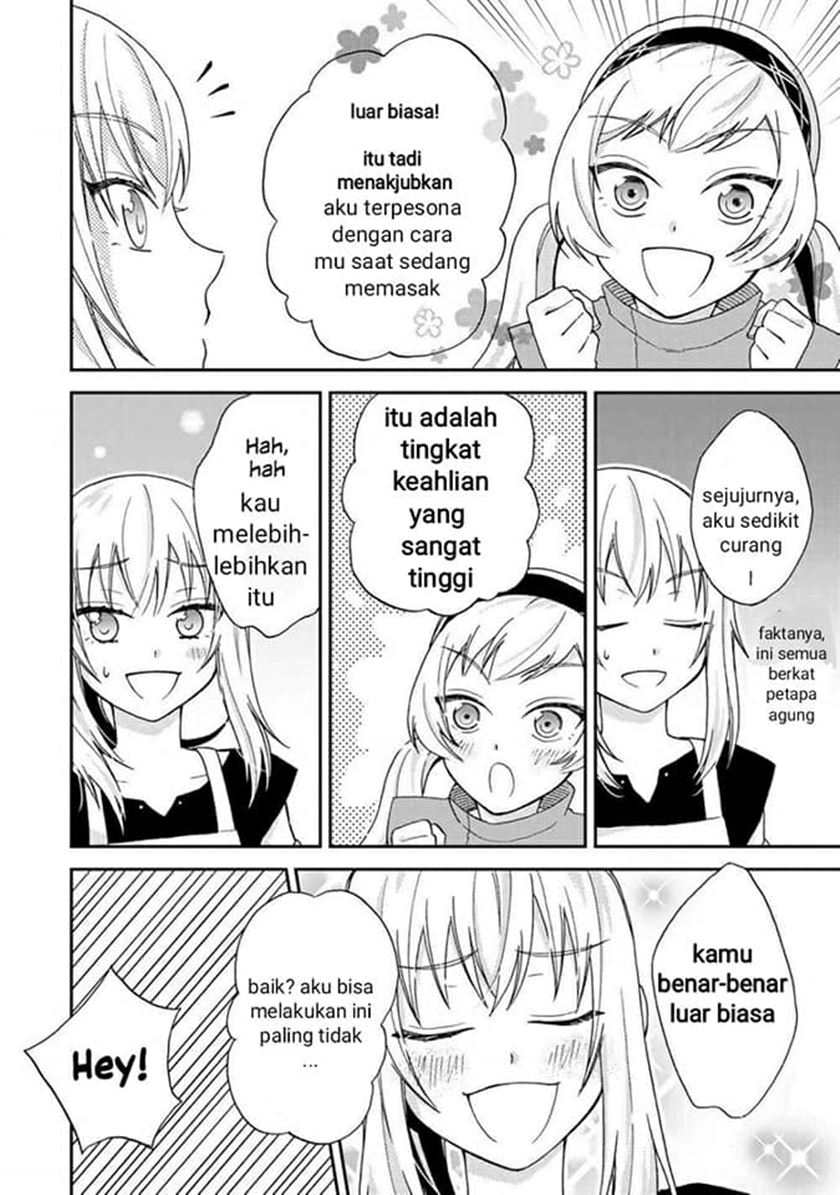 luar biasa!
itu tadi
menakjubkan
aku terpesona
dengan cara
mu saat sedang
memasak
sejujurnya,
aku sedikit
curang
faktanya,
ini semua
berkat
petapa
agung
itu adalah
tingkat
keahlian
yang
sangat
tinggi
Hah,
hah
kau
melebih-
lebihkan
itu
kamu
benar-benar
luar biasa
baik? aku bisa
melakukan ini
paling tidak
...
Hey!